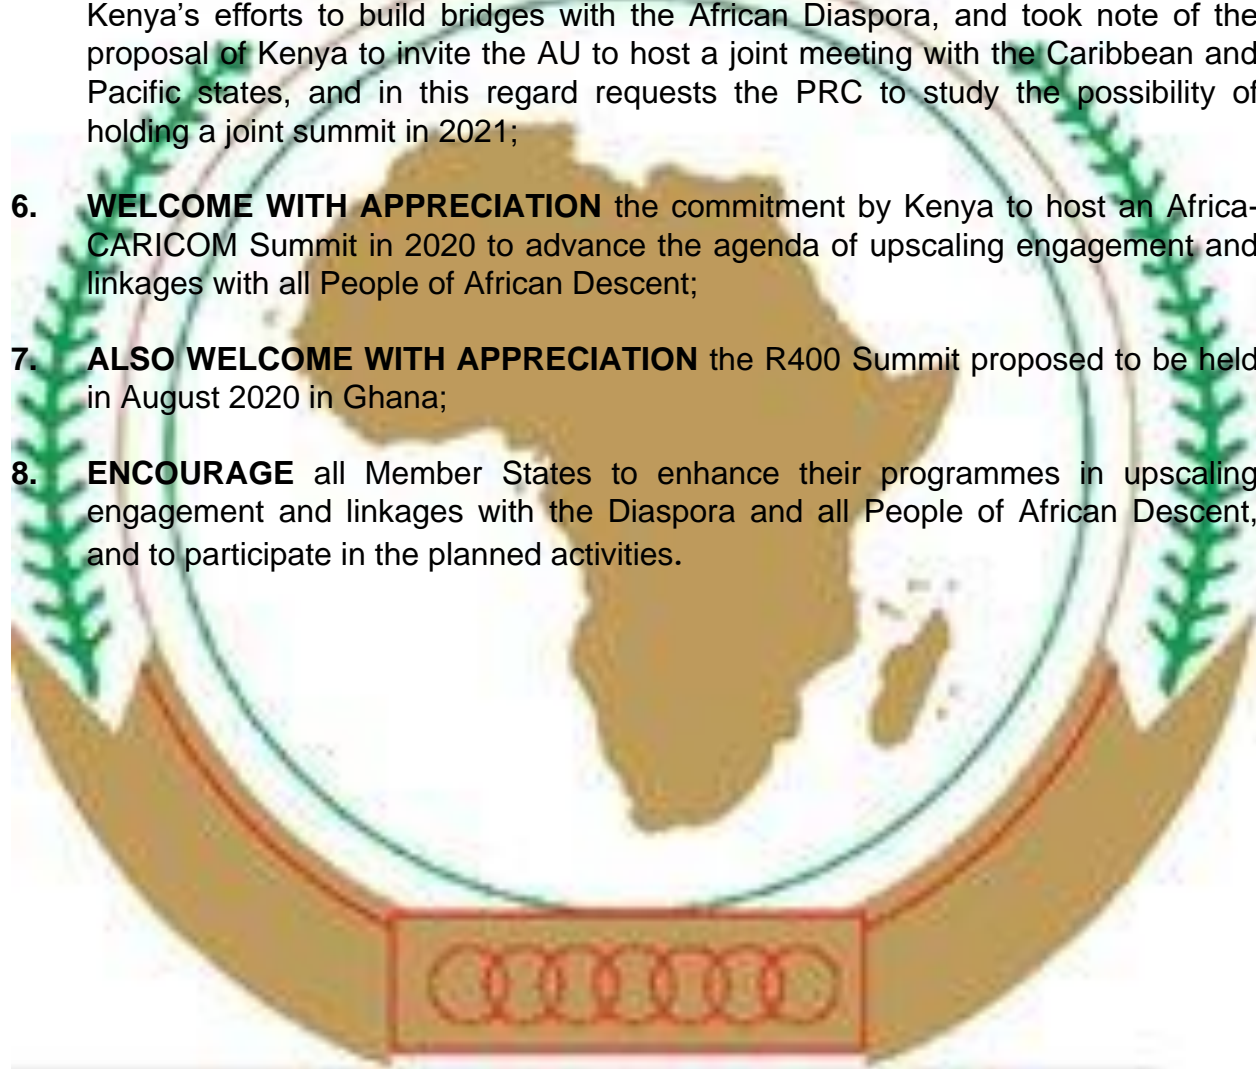 Kenya’s efforts to build bridges with the African Diaspora, and took note of the
proposal of Kenya to invite the AU to host a joint meeting with the Caribbean and
Pacific states, and in this regard requests the PRC to study the possibility of
holding a joint summit in 2021;
6. WELCOME WITH APPRECIATION the commitment by Kenya to host an Africa-
CARICOM Summit in 2020 to advance the agenda of upscaling engagement and
linkages with all People of African Descent;
7. ALSO WELCOME WITH APPRECIATION the R400 Summit proposed to be held
in August 2020 in Ghana;
8. ENCOURAGE all Member States to enhance their programmes in upscaling
engagement and linkages with the Diaspora and all People of African Descent,
and to participate in the planned activities.